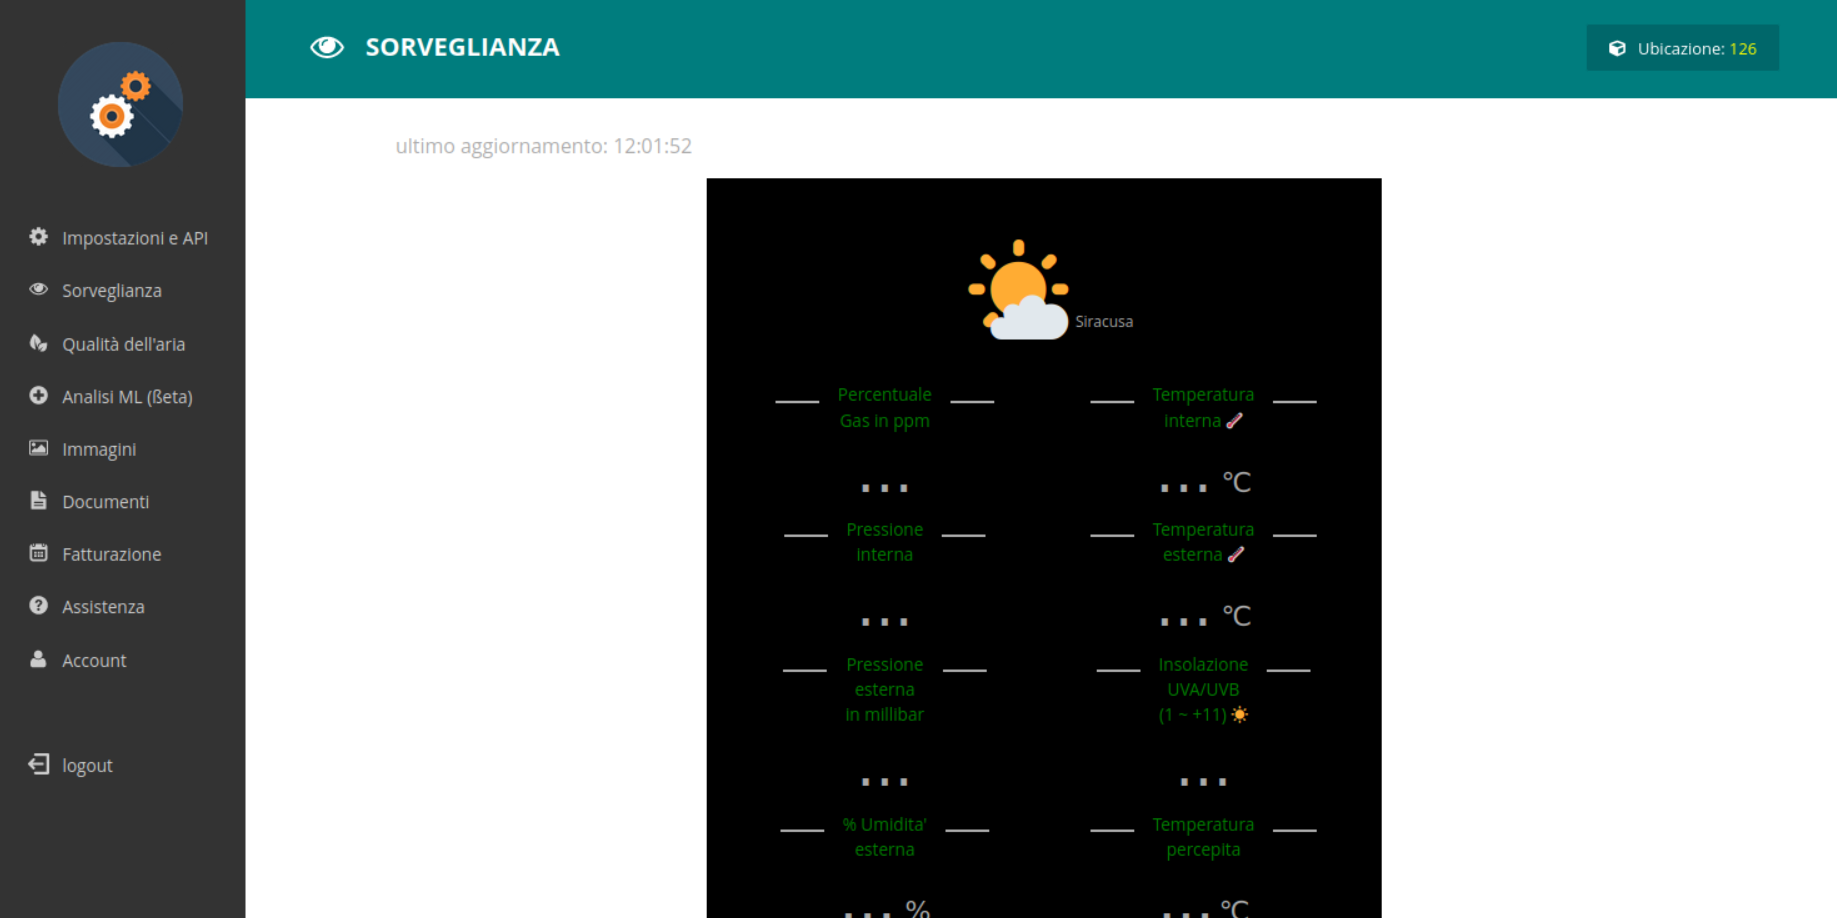 SORVEGLIANZA
Ubicazione: 126
Impostazioni e API
Sorveglianza
Qualità dell'aria
Analisi ML (ßeta)
Immagini
Documenti
Fatturazione
Assistenza
Account
logout
ultimo aggiornamento: 12:01:52
Siracusa
Percentuale
Gas in ppm
...
Temperatura
interna
... °C
Pressione
interna
...
Temperatura
esterna
... °C
Pressione
esterna
in millibar
...
Insolazione
UVA/UVB
(1 ~ +11)
...
% Umidita'
esterna
... %
Temperatura
percepita
... °C